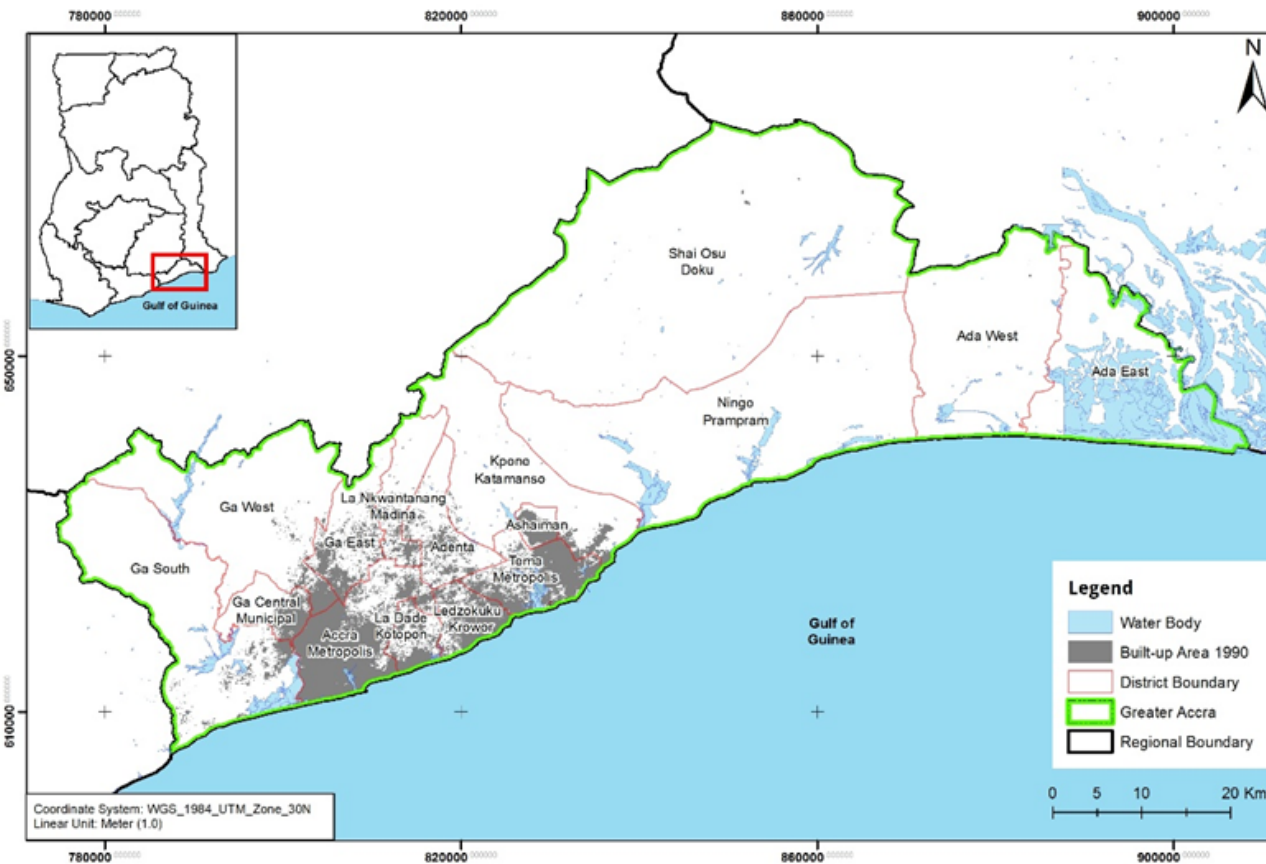 780000
820000
860000
900000
N
Gulf of Guinea
Shai Osu
Doku
650000
Ada West
Ada East
Ningo
Prampram
Kpono
Katamanso
La Nkwantanang
Madina
Ga West
Ashaiman
Ga East
Adenta
Ga South
Toma
Metropolis
Ga Central
Municipal
La Dade
Kotopon
Ledzokuku
Krowor
Accra
Metropolis
Gulf of
Guinea
610000
Legend
Water Body
Built-up Area 1990
District Boundary
Greater Accra
Regional Boundary
0 5 10 20 Km
Coordinate System: WGS_1984_UTM_Zone_30N
Linear Unit: Meter (1.0)
780000
820000
860000
900000